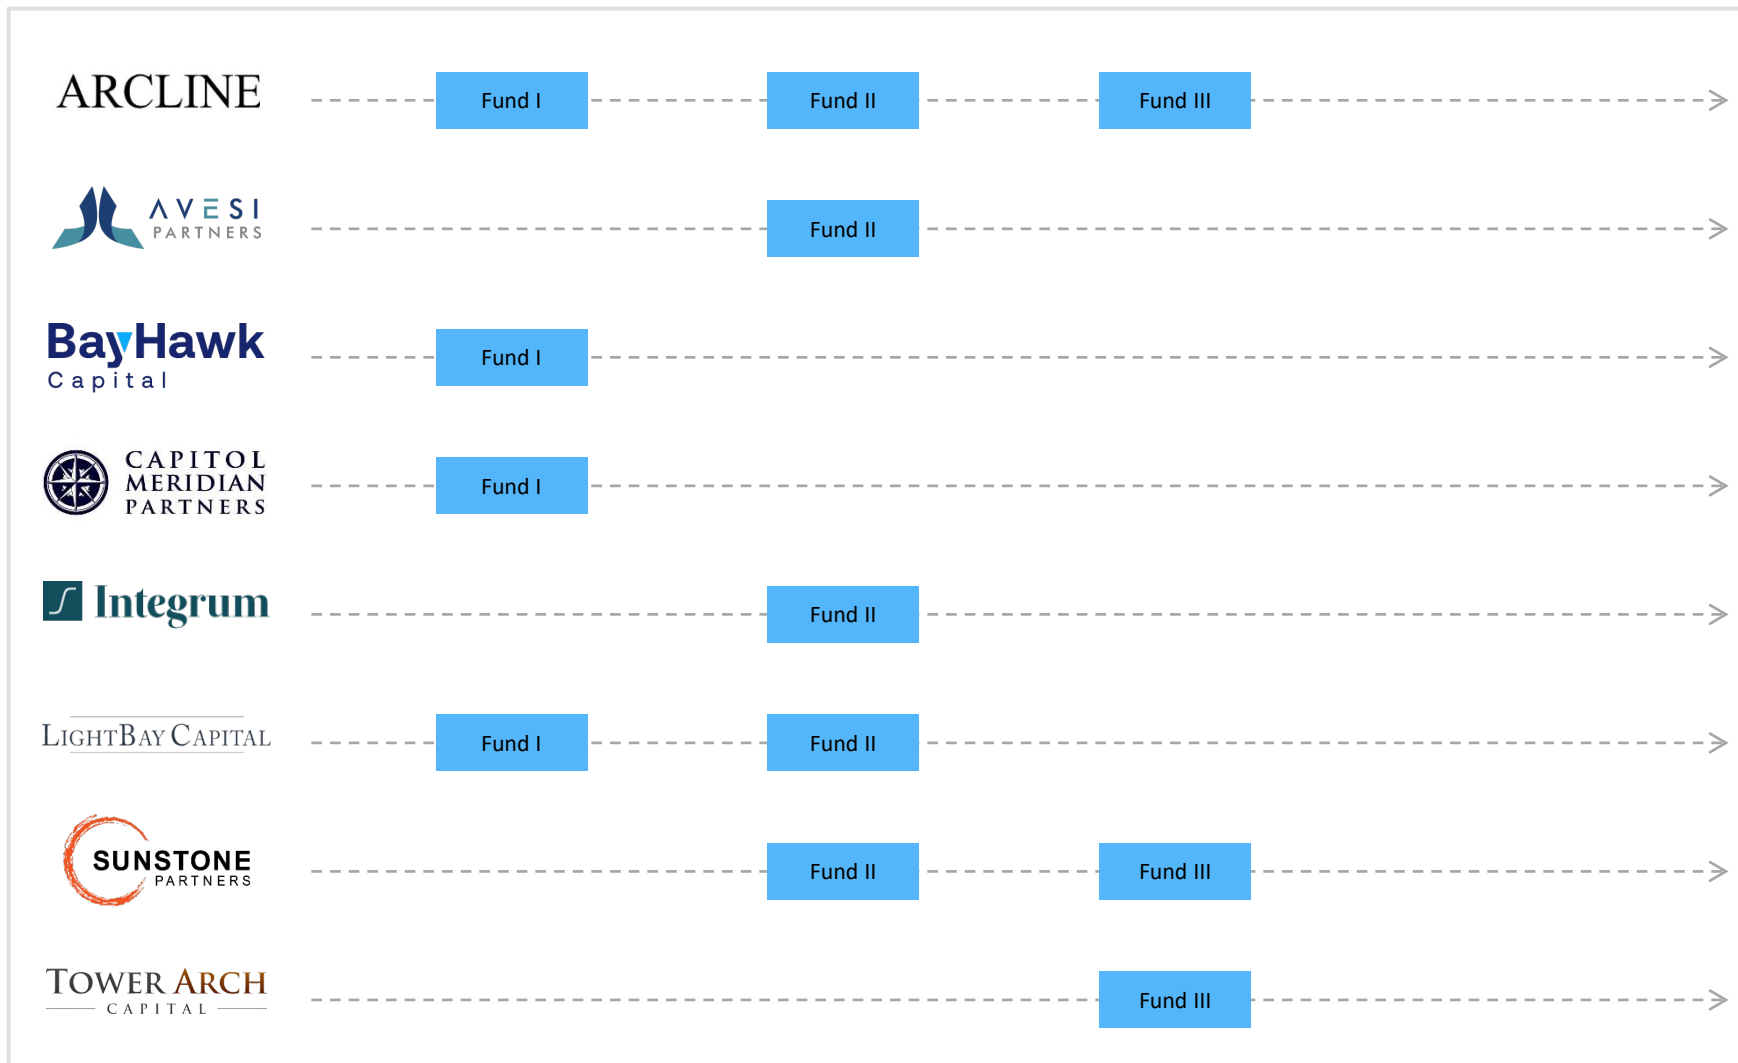 ARCLINE
Fund I
Fund II
Fund III
AVESI
PARTNERS
Fund II
BayHawk
Capital
Fund I
CAPITOL
MERIDIAN
PARTNERS
Fund I
Integrum
Fund II
LIGHTBAY CAPITAL
Fund I
Fund II
SUNSTONE
PARTNERS
Fund II
Fund III
TOWER ARCH
CAPITAL
Fund III